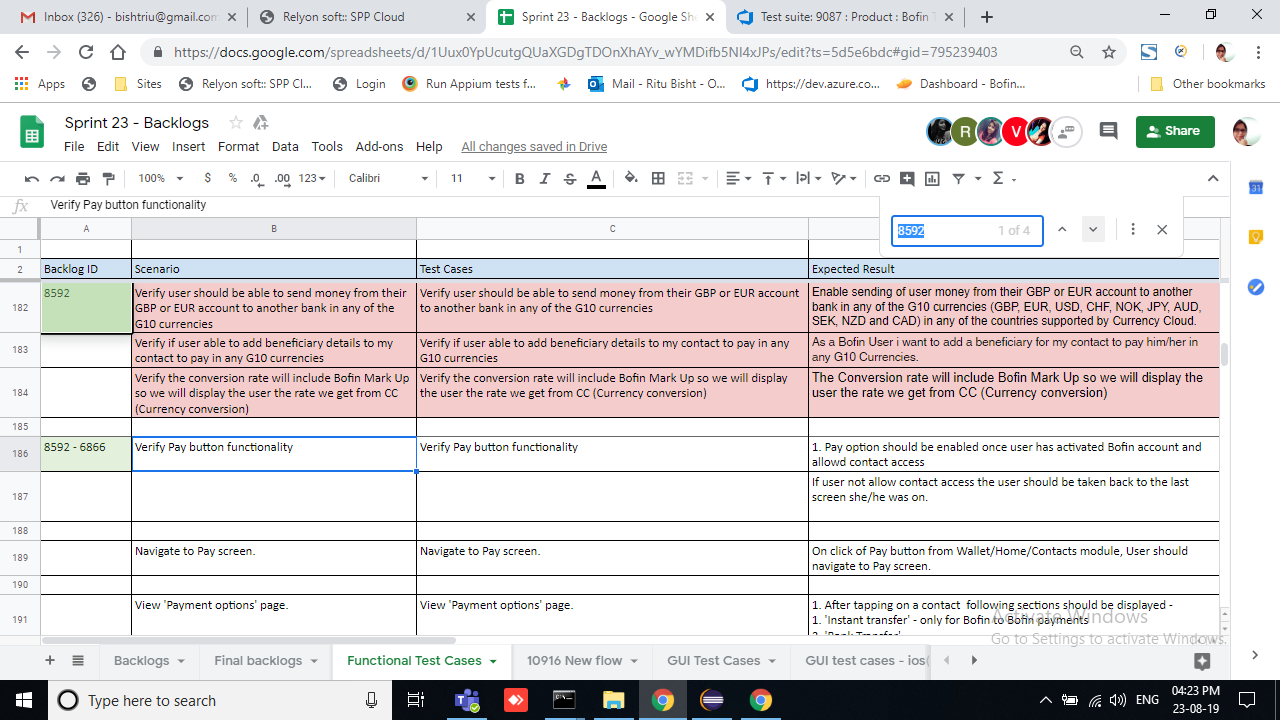 Inbox (326) - bishtriu@gmail.com
Relyon soft:: SPP Cloud
Sprint 23 - Backlogs - Google She
Test suite: 9087 : Product : Bofin T
https://docs.google.com/spreadsheets/d/1Uux0YpUcutgQUaXGDgTDOnXhAYv_wYMDifb5NI4xJPs/edit?ts=5d5e6bdc#gid=795239403
Apps
Sites
Relyon soft:: SPP Cl...
Login
Run Appium tests f...
Mail - Ritu Bisht - O...
https://dev.azure.co...
Dashboard - Bofin...
Other bookmarks
Sprint 23 - Backlogs
File Edit View Insert Format Data Tools Add-ons Help All changes saved in Drive
R
V
Share
100% $ % .0 .00 123 Calibri 11 B I S A Σ
fx Verify Pay button functionality
8592 1 of 4
A B C
1
2 Backlog ID Scenario Test Cases Expected Result
182 8592
Verify user should be able to send money from their
GBP or EUR account to another bank in any of the
G10 currencies
Verify user should be able to send money from their GBP or EUR account
to another bank in any of the G10 currencies
Enable sending of user money from their GBP or EUR account to another
bank in any of the G10 currencies (GBP, EUR, USD, CHF, NOK, JPY, AUD,
SEK, NZD and CAD) in any of the countries supported by Currency Cloud.
183
Verify if user able to add beneficiary details to my
contact to pay in any G10 currencies
Verify if user able to add beneficiary details to my contact to pay in any
G10 currencies
As a Bofin User i want to add a beneficiary for my contact to pay him/her in
any G10 Currencies.
184
Verify the conversion rate will include Bofin Mark Up
so we will display the user the rate we get from CC
(Currency conversion)
Verify the conversion rate will include Bofin Mark Up so we will display
the user the rate we get from CC (Currency conversion)
The Conversion rate will include Bofin Mark Up so we will display the
user the rate we get from CC (Currency conversion)
185
186 8592 - 6866
Verify Pay button functionality
Verify Pay button functionality
1. Pay option should be enabled once user has activated Bofin account and
allowd contact access
187
If user not allow contact access the user should be taken back to the last
screen she/he was on.
188
189
Navigate to Pay screen.
Navigate to Pay screen.
On click of Pay button from Wallet/Home/Contacts module, User should
navigate to Pay screen.
190
191
View 'Payment options' page.
View 'Payment options' page.
1. After tapping on a contact following sections should be displayed -
1. 'Instant transfer' - only for Bofin to Bofin payments
2. 'Bank Transfer'
Activate Windows
Go to Settings to activate Windows.
Backlogs
Final backlogs
Functional Test Cases
10916 New flow
GUI Test Cases
GUI test cases - ios(
31
Type here to search
ENG
04:23 PM
23-08-19